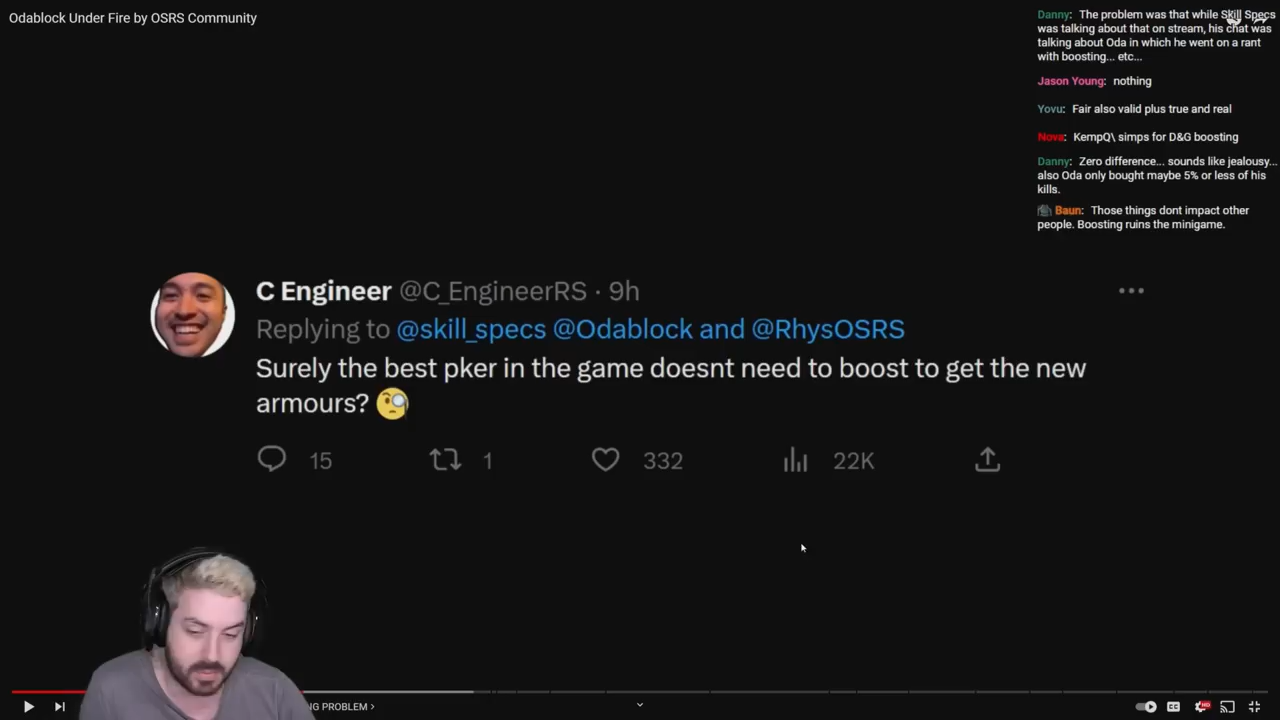 Odablock Under Fire by OSRS Community
Danny: The problem was that while Skill Specs
was talking about that on stream, his chat was
talking about Oda in which he went on a rant
with boosting... etc...
Jason Young: nothing
Yovu: Fair also valid plus true and real
Nova: KempQ\ simps for D&G boosting
Danny: Zero difference... sounds like jealousy...
also Oda only bought maybe 5% or less of his
kills.
Baun: Those things dont impact other
people. Boosting ruins the minigame.
C Engineer @C_EngineerRS · 9h
Replying to @skill_specs @Odablock and @RhysOSRS
Surely the best pker in the game doesnt need to boost to get the new
armours?
15 1 332 22K
PROBLEM ›
CC HD